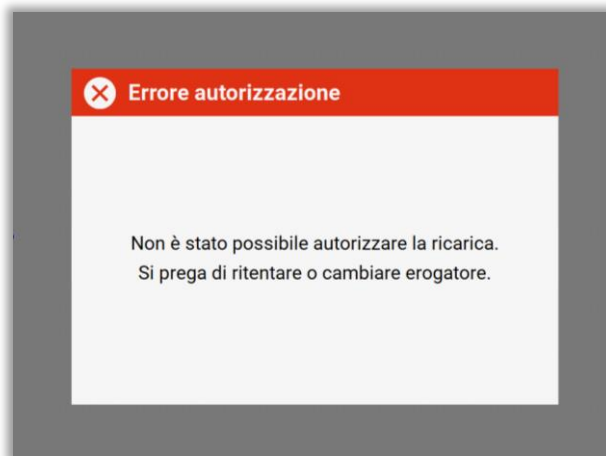 Errore autorizzazione
Non è stato possibile autorizzare la ricarica.
Si prega di ritentare o cambiare erogatore.